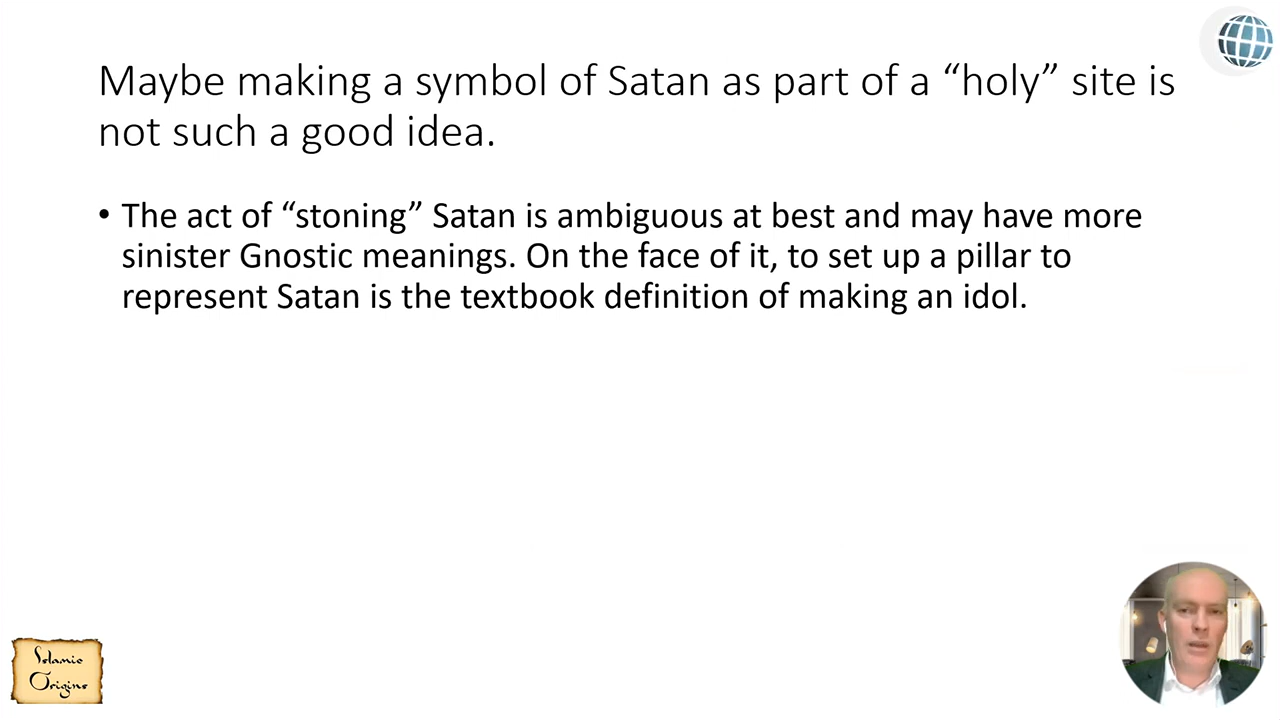 Maybe making a symbol of Satan as part of a “holy” site is
not such a good idea.
• The act of “stoning” Satan is ambiguous at best and may have more
sinister Gnostic meanings. On the face of it, to set up a pillar to
represent Satan is the textbook definition of making an idol.
Islamic
Origins